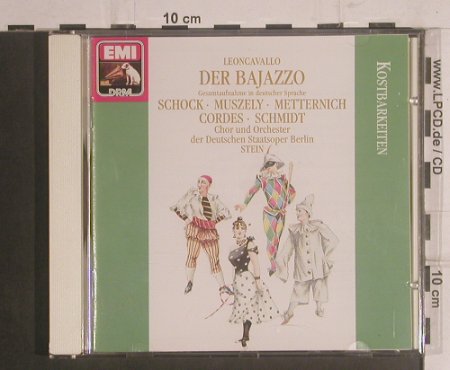 10 cm
EMI
DRM
LEONCAVALLO
DER BAJAZZO
Gesamtaufnahme in deutscher Sprache
SCHOCK · MUSZELY · METTERNICH
CORDES · SCHMIDT
Chor und Orchester
der Deutschen Staatsoper Berlin
STEIN
KOSTBARKEITEN
www.LPCD.de / CD
10 cm